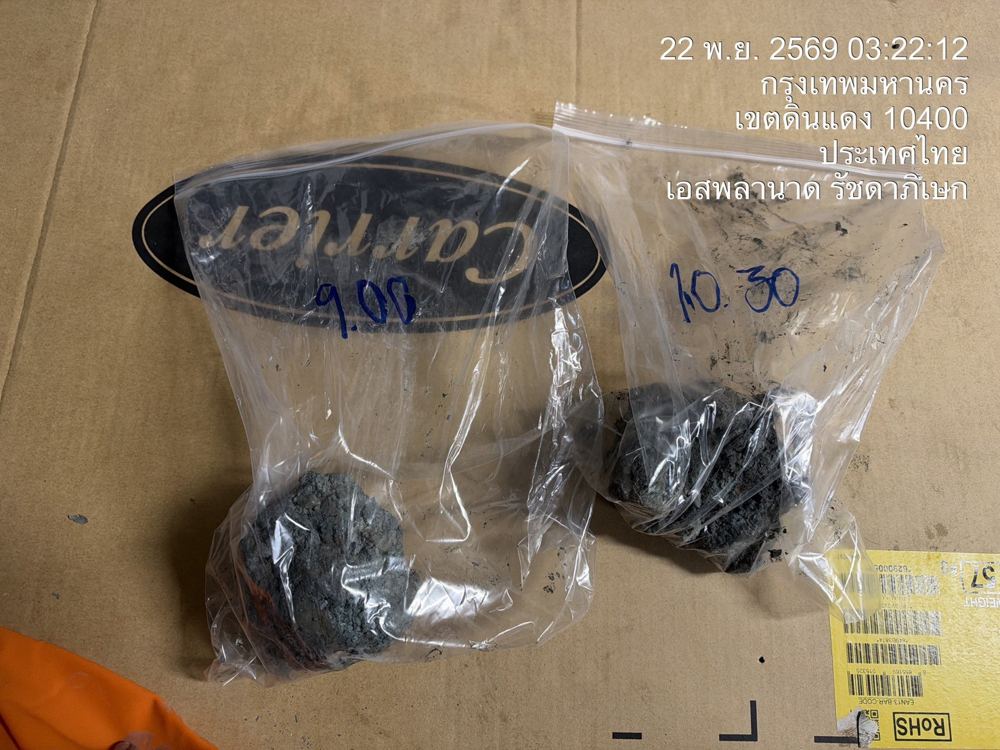 22 พ.ย. 2569 03:22:12
กรุงเทพมหานคร
เขตดินแดง 10400
ประเทศไทย
เอสพลานาด รัชดาภิเษก
Carrier
9.00
10.30
EAN13 BAR CODE
RoHS